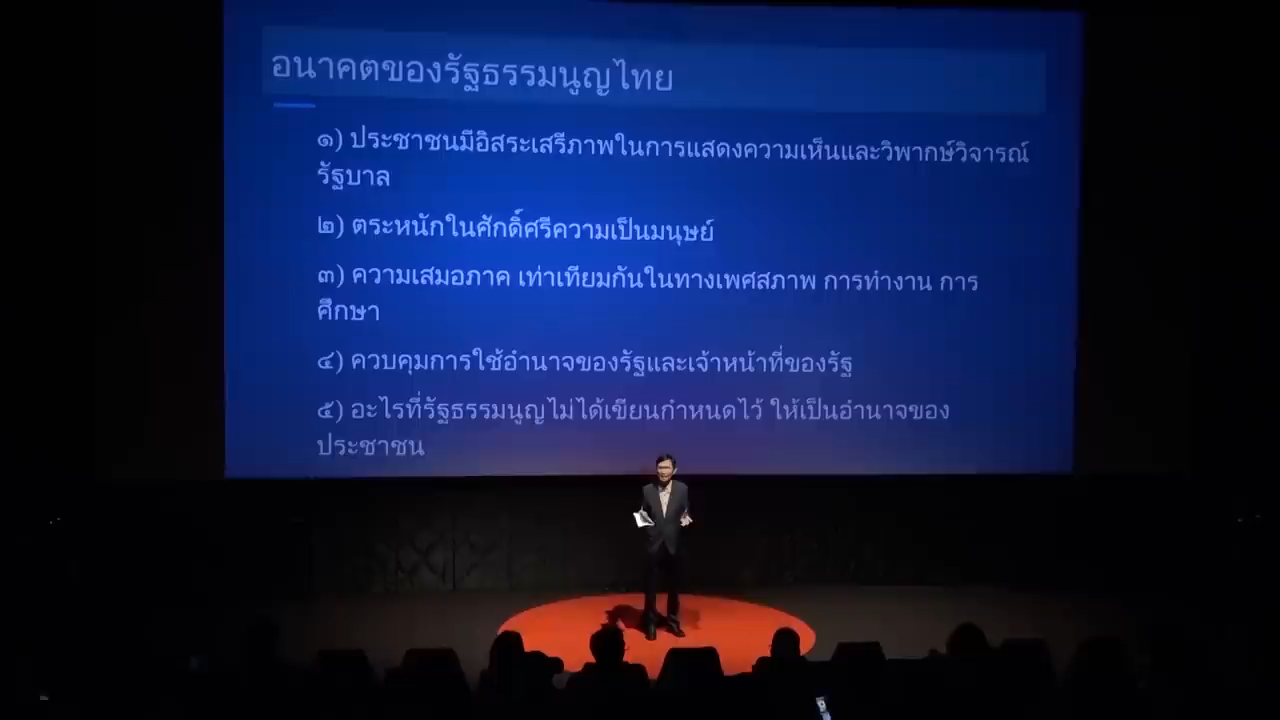 อนาคตของรัฐธรรมนูญไทย
๑) ประชาชนมีอิสระเสรีภาพในการแสดงความเห็นและวิพากษ์วิจารณ์
รัฐบาล
๒) ตระหนักในศักดิ์ศรีความเป็นมนุษย์
๓) ความเสมอภาค เท่าเทียมกันในทางเพศสภาพ การทำงาน การ
ศึกษา
๔) ควบคุมการใช้อำนาจของรัฐและเจ้าหน้าที่ของรัฐ
๕) อะไรที่รัฐธรรมนูญไม่ได้เขียนกำหนดไว้ ให้เป็นอำนาจของ
ประชาชน